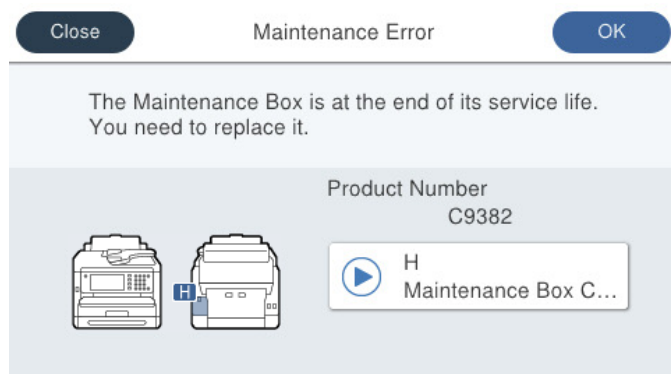 Close
Maintenance Error
OK
The Maintenance Box is at the end of its service life.
You need to replace it.
Product Number
C9382
H
H
Maintenance Box C...